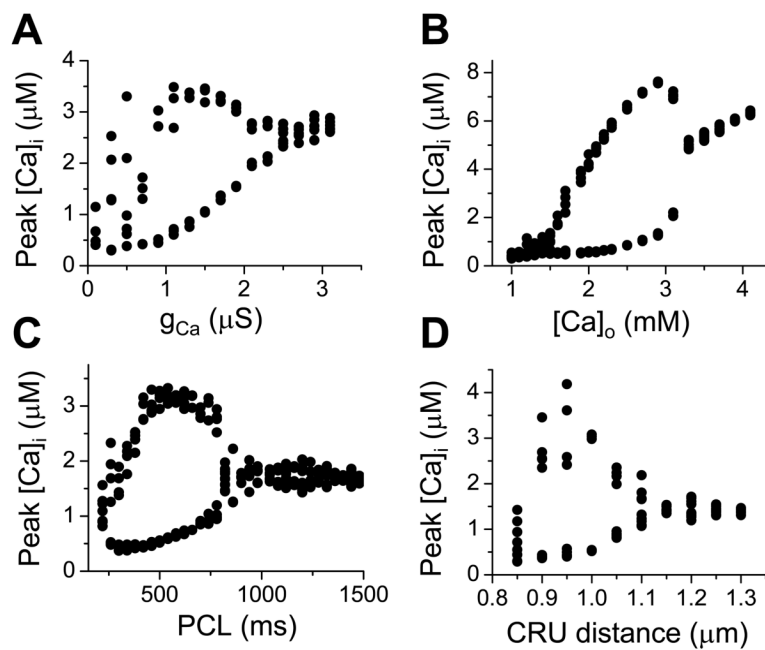 A
Peak [Ca]i (μM)
4
3
2
1
0
0 1 2 3
gCa (μS)
B
Peak [Ca]i (μM)
8
6
4
2
0
1 2 3 4
[Ca]o (mM)
C
Peak [Ca]i (μM)
3
2
1
0
500 1000 1500
PCL (ms)
D
Peak [Ca]i (μM)
4
3
2
1
0
0.8 0.9 1.0 1.1 1.2 1.3
CRU distance (μm)